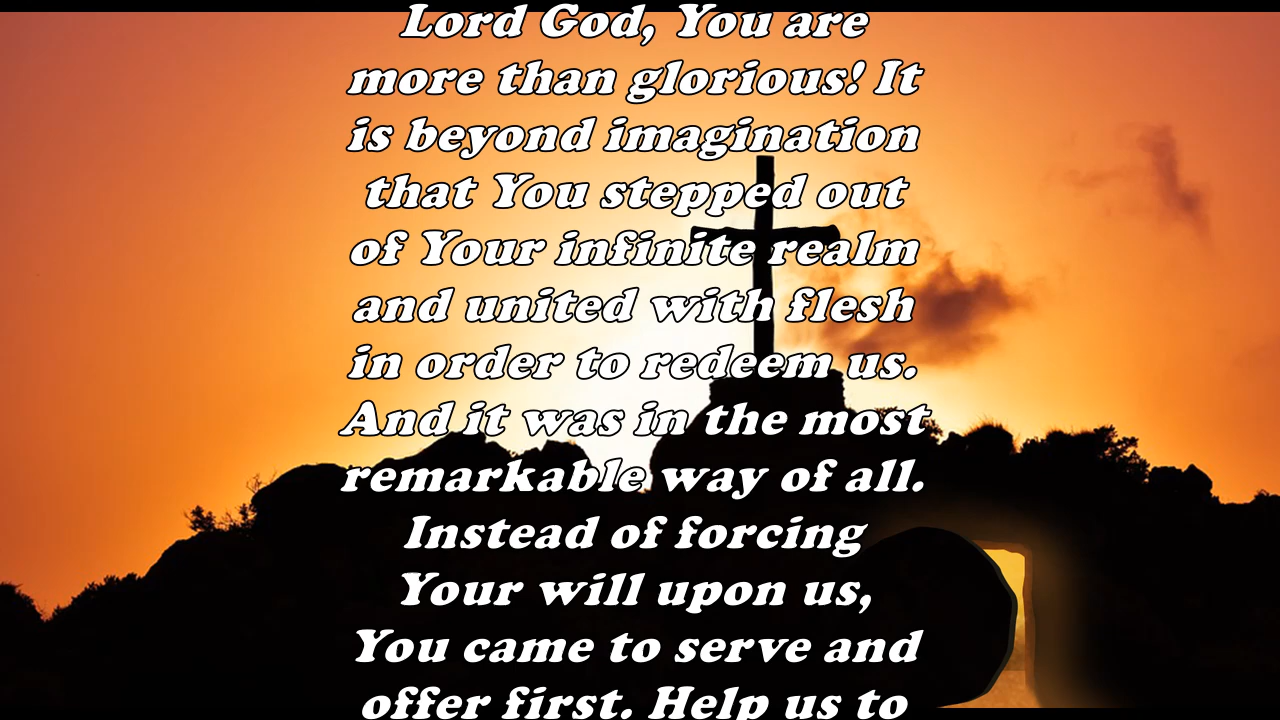 Lord God, You are
more than glorious! It
is beyond imagination
that You stepped out
of Your infinite realm
and united with flesh
in order to redeem us.
And it was in the most
remarkable way of all.
Instead of forcing
Your will upon us,
You came to serve and
offer first. Help us to